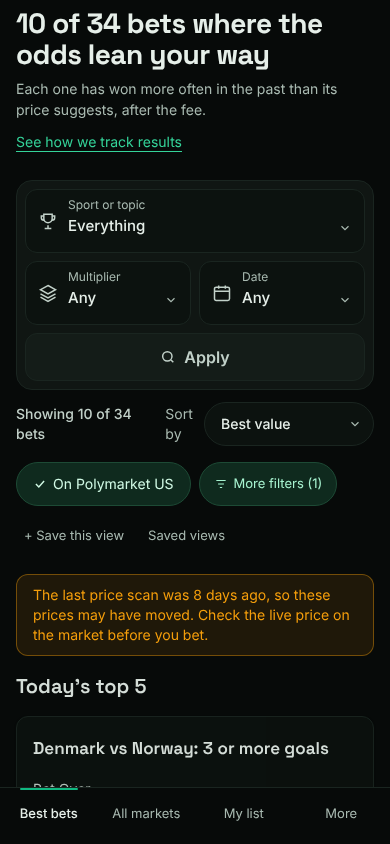 10 of 34 bets where the
odds lean your way
Each one has won more often in the past than its
price suggests, after the fee.
See how we track results
Sport or topic
Everything
Multiplier
Any
Date
Any
Apply
Showing 10 of 34
bets
Sort
by
Best value
On Polymarket US
More filters (1)
+ Save this view
Saved views
The last price scan was 8 days ago, so these
prices may have moved. Check the live price on
the market before you bet.
Today's top 5
Denmark vs Norway: 3 or more goals
Best bets
All markets
My list
More